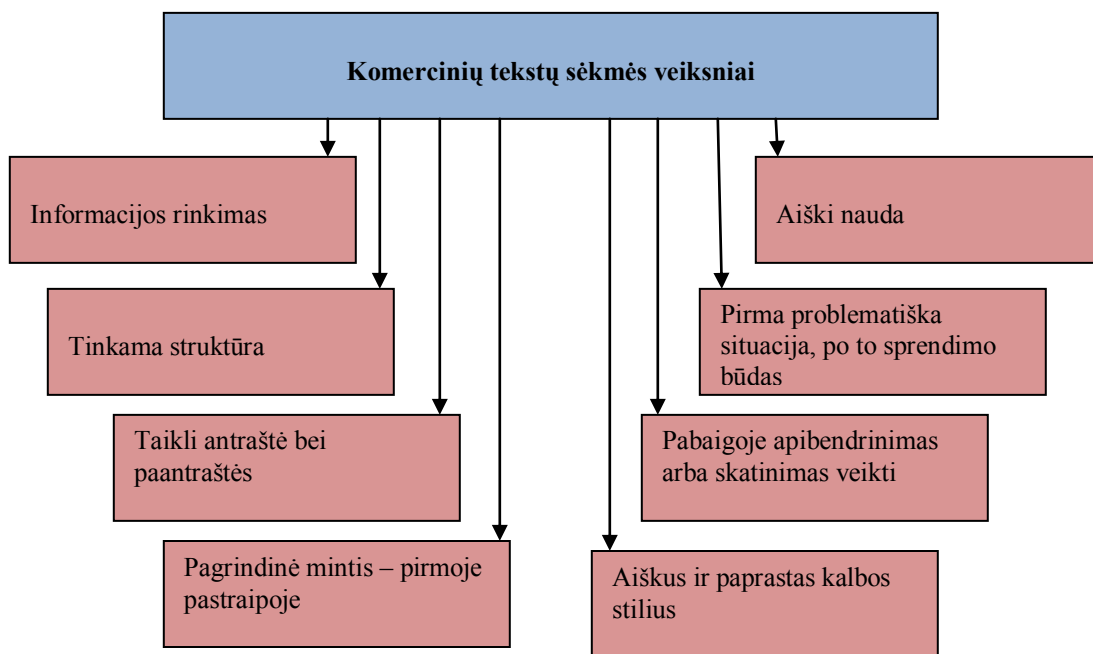 Komercinių tekstų sėkmės veiksniai
Informacijos rinkimas
Aiški nauda
Tinkama struktūra
Pirma problematiška
situacija, po to sprendimo
būdas
Taikli antraštė bei
paantraštės
Pabaigoje apibendrinimas
arba skatinimas veikti
Pagrindinė mintis – pirmoje
pastraipoje
Aiškus ir paprastas kalbos
stilius